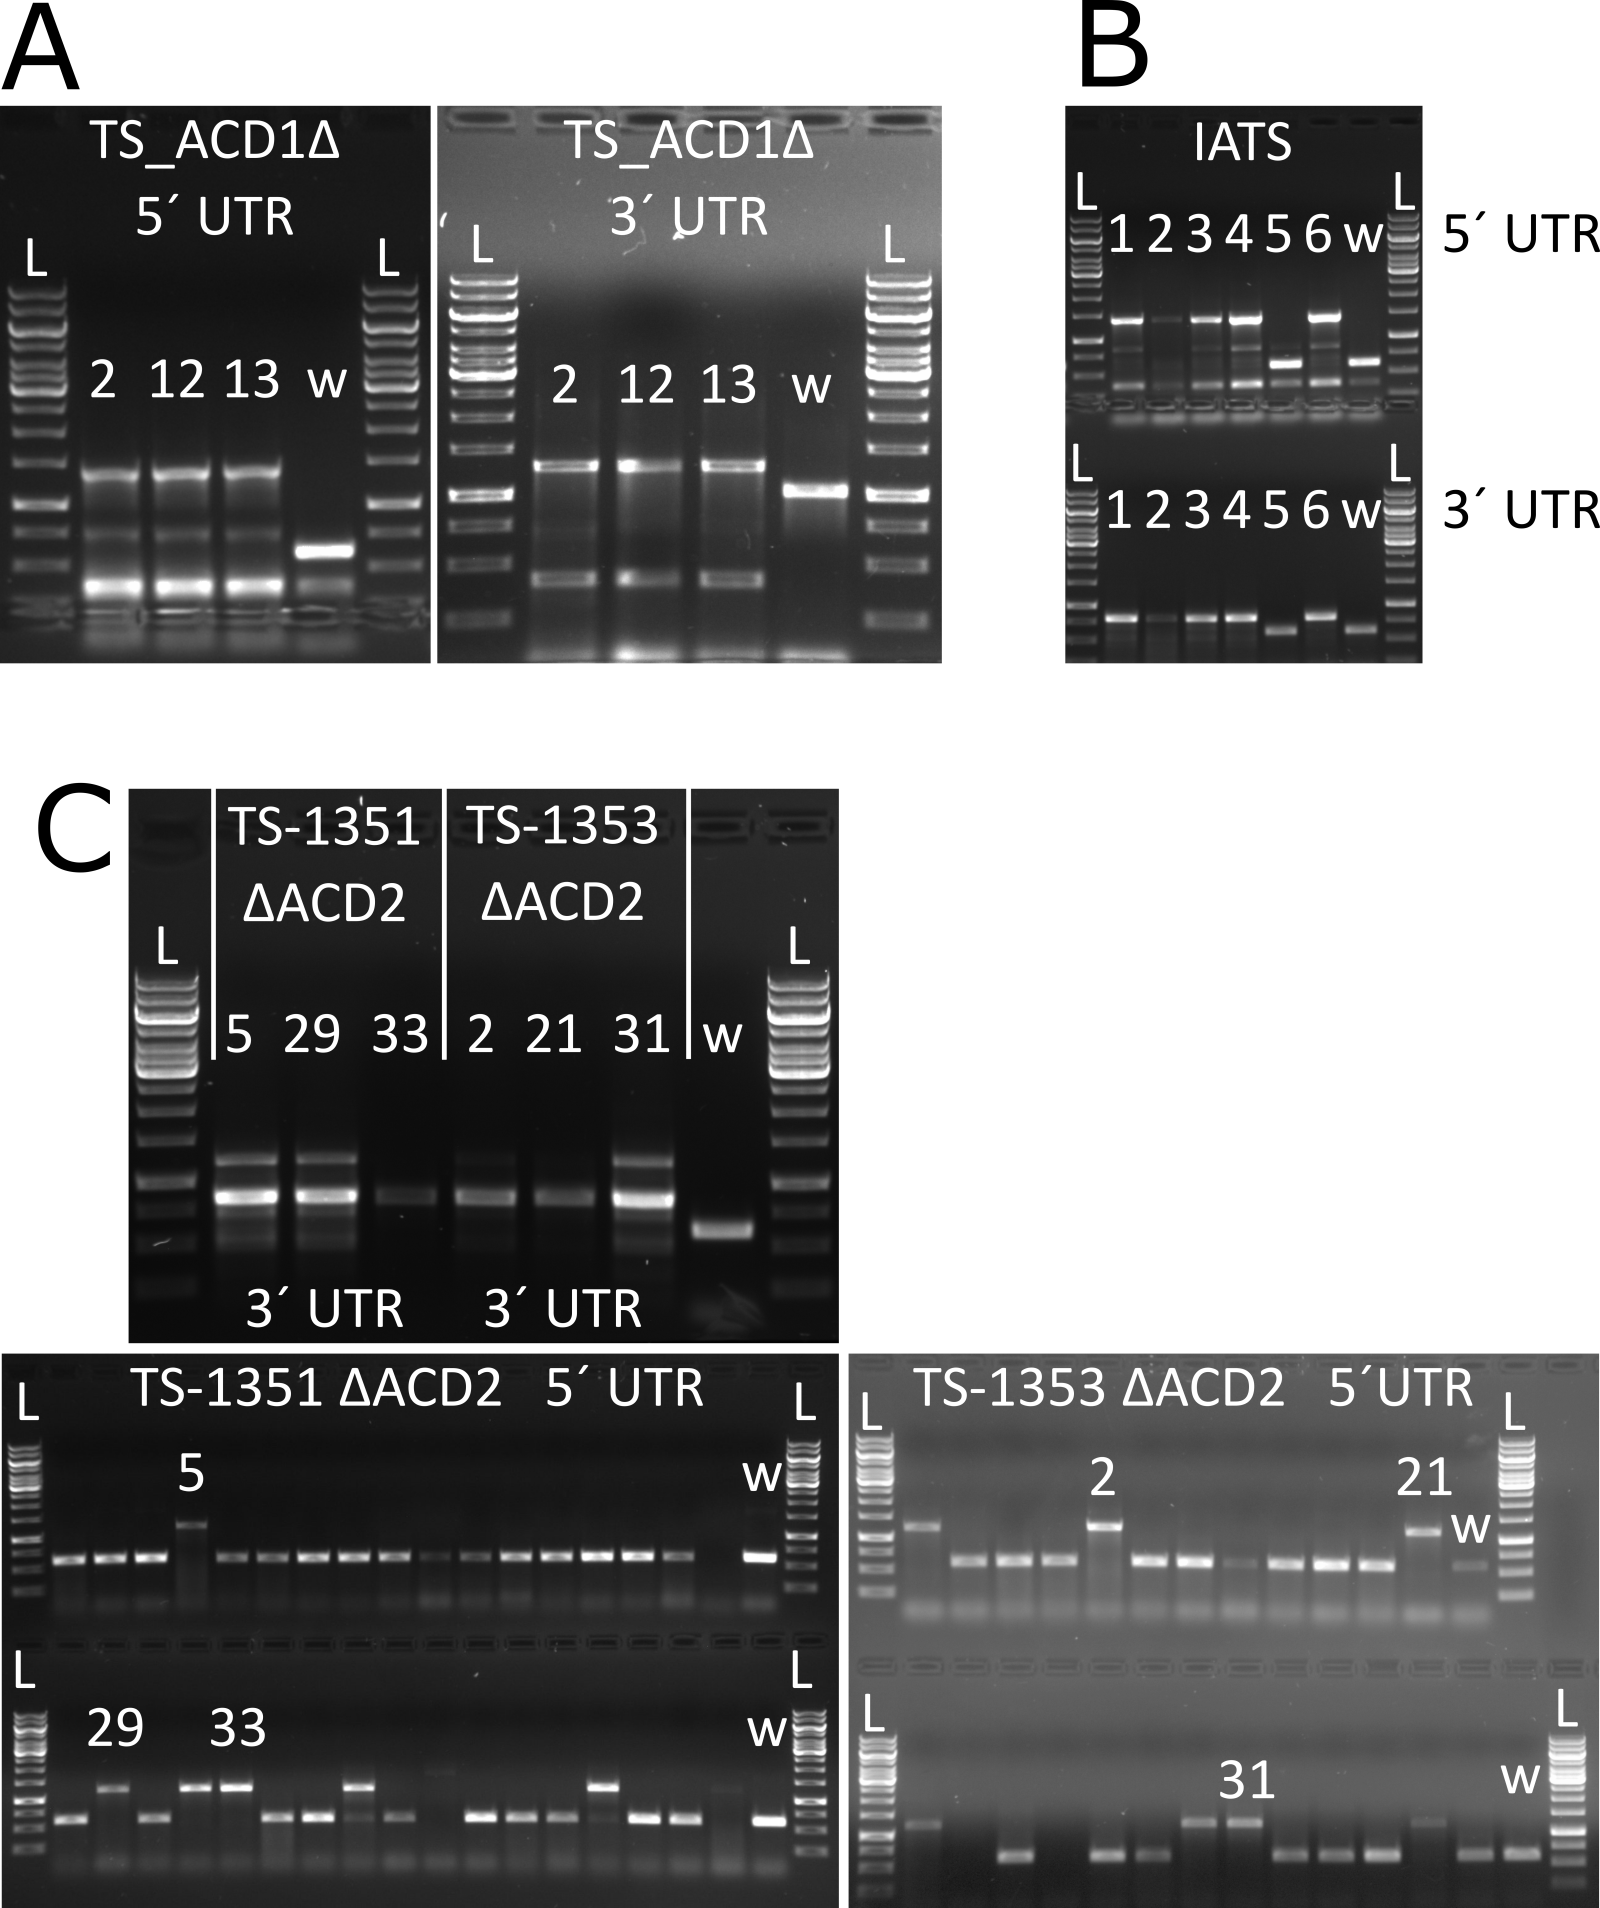 A
B
TS_ACD1Δ
5´ UTR
L
L
2 12 13 w
TS_ACD1Δ
3´ UTR
L
L
2 12 13 w
IATS
L
L
1 2 3 4 5 6 w
5´ UTR
L
L
1 2 3 4 5 6 w
3´ UTR
C
TS-1351
ΔACD2
TS-1353
ΔACD2
L
L
5 29 33
2 21 31
w
3´ UTR
3´ UTR
TS-1351 ΔACD2 5´ UTR
L
L
5
w
L
L
29 33
w
TS-1353 ΔACD2 5´UTR
L
L
2
21
w
L
L
31
w